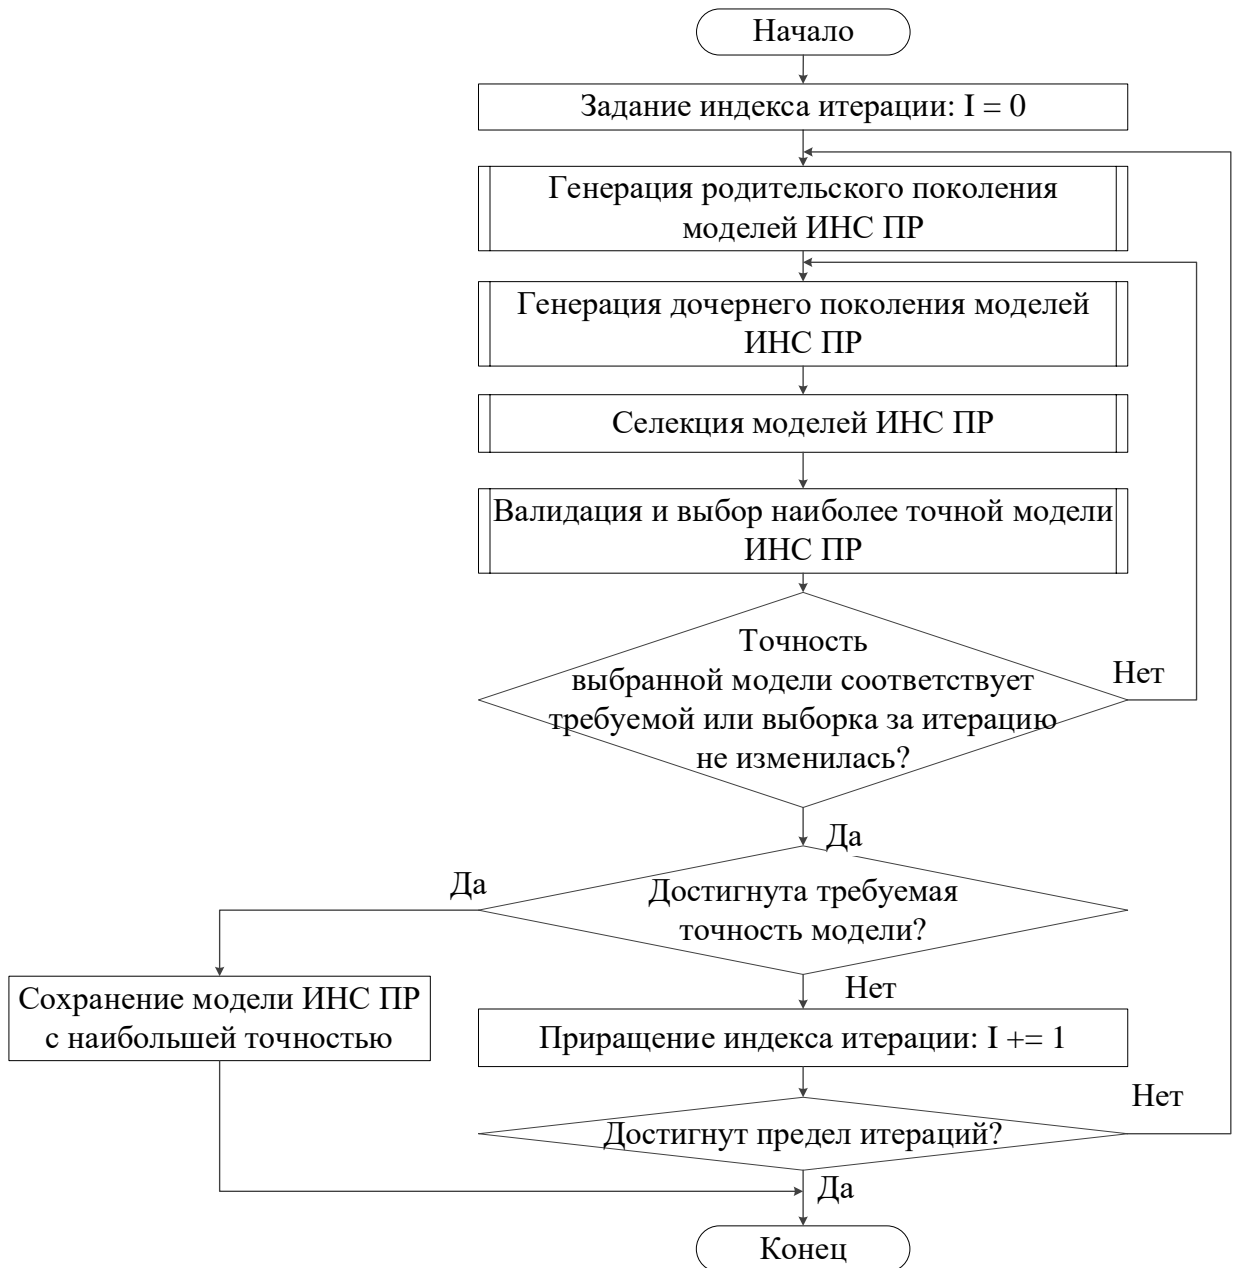 Начало
Задание индекса итерации: I = 0
Генерация родительского поколения
моделей ИНС ПР
Генерация дочернего поколения моделей
ИНС ПР
Селекция моделей ИНС ПР
Валидация и выбор наиболее точной модели
ИНС ПР
Точность
выбранной модели соответствует
требуемой или выборка за итерацию
не изменилась?
Нет
Да
Достигнута требуемая
точность модели?
Да
Нет
Сохранение модели ИНС ПР
с наибольшей точностью
Приращение индекса итерации: I += 1
Достигнут предел итераций?
Нет
Да
Конец